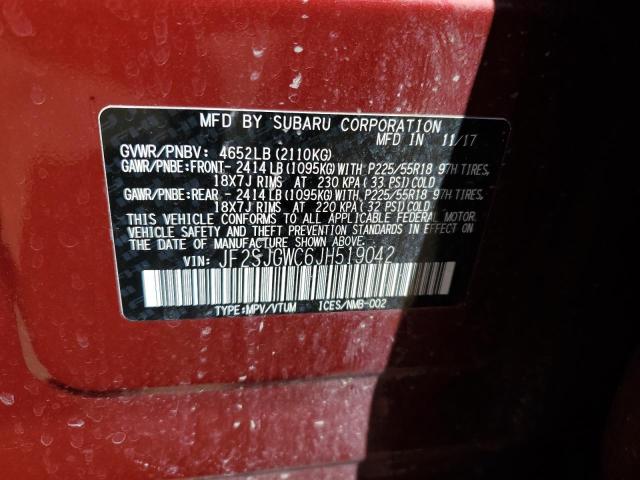 MFD BY SUBARU CORPORATION
MFD IN 11/17
GVWR/PNBV: 4652LB(2110KG)
GAWR/PNBE:FRONT- 2414LB(1095KG)WITH P225/55R18 97H TIRES,
18X7J RIMS AT 230 KPA(33 PSI)COLD
GAWR/PNBE:REAR - 2414LB(1095KG)WITH P225/55R18 97H TIRES,
18X7J RIMS AT 220 KPA(32 PSI)COLD
THIS VEHICLE CONFORMS TO ALL APPLICABLE FEDERAL MOTOR
VEHICLE SAFETY AND THEFT PREVENTION STANDARDS IN EFFECT ON THE DATE OF MANUFACTURE SHOWN ABOVE.
VIN: JF2SJGWC6JH519042
TYPE:MPV/VTUM ICES/NMB-002